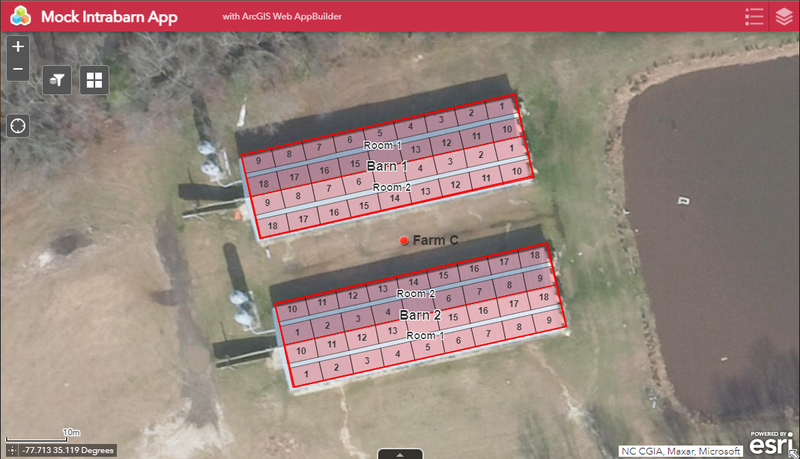 Mock Intrabarn App
with ArcGIS Web AppBuilder
+
−
9 8 7 6 5 4 3 2 1
Room 1
18 17 16 15 13 12 11 10
Barn 1
9 8 7 6 4 3 2 1
Room 2
18 17 16 15 14 13 12 11 10
Farm C
10 11 12 13 14 15 16 17 18
Room 2
1 2 3 4 6 7 8 9
Barn 2
10 11 12 13 15 16 17 18
Room 1
1 2 3 4 5 6 7 8 9
10m
-77.713 35.119 Degrees
NC CGIA, Maxar, Microsoft
POWERED BY
esri